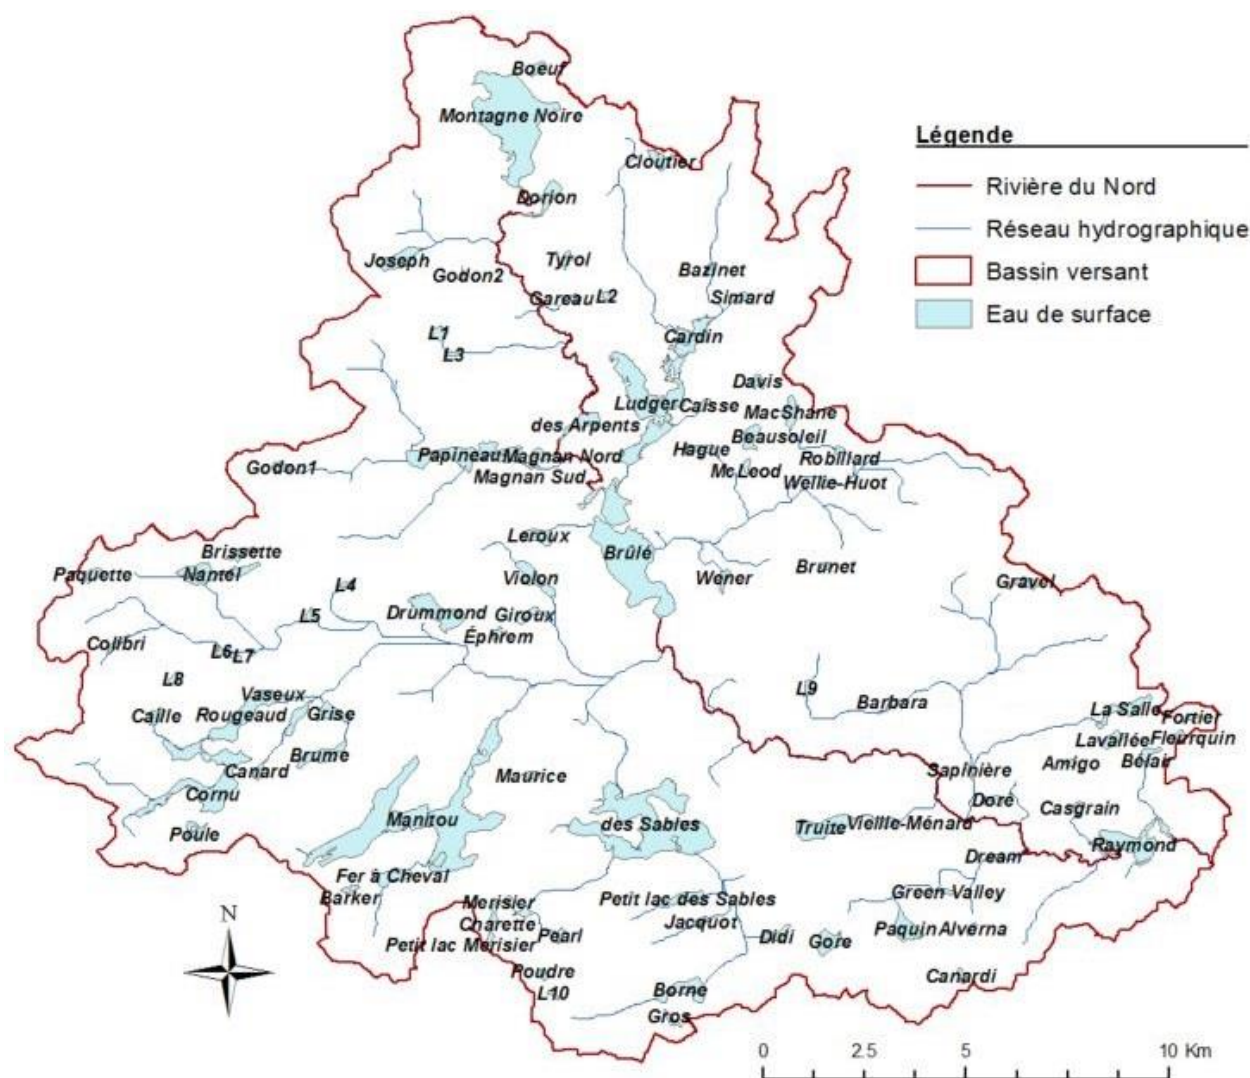 Boeuf
Montagne Noire
Cloutier
Dorion
Légende
Rivière du Nord
Réseau hydrographique
Bassin versant
Eau de surface
Joseph
Godon2
Tyrol
Gareau
L2
Bazinet
Simard
L1
L3
Cardin
Davis
Ludger
Caisse
MacShane
des Arpents
Beausoleil
Godon1
Papineau
Magnan Nord
Magnan Sud
Hague
McLeod
Robillard
Wellie-Huot
Leroux
Brûlé
Brissette
Paquette
Nantel
Violon
Wener
Brunet
Gravel
L4
L5
Drummond
Giroux
Éphrem
Colibri
L6
L7
L8
Vaseux
Caille
Rougeaud
Grise
L9
Barbara
La Salle
Fortier
Lavallée
Fleurquin
Brume
Canard
Cornu
Maurice
Sapinière
Amigo
Bélair
Doré
Casgrain
Poule
Manitou
des Sables
Truite
Vieille-Ménard
Raymond
Dream
Fer à Cheval
Barker
Merisier
Charette
Petit lac Merisier
Pearl
Petit lac des Sables
Jacquot
Green Valley
Didi
Gore
Paquin
Alverna
N
Poudre
L10
Borne
Gros
Canardi
0 2.5 5 10 Km